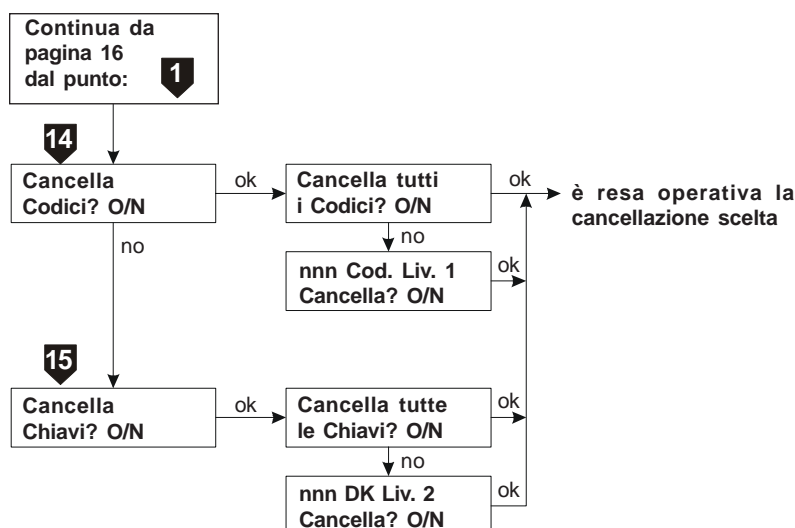 Continua da
pagina 16
dal punto: 1
14
Cancella
Codici? O/N
ok
Cancella tutti
i Codici? O/N
ok
è resa operativa la
cancellazione scelta
no
no
nnn Cod. Liv. 1
Cancella? O/N
ok
15
Cancella
Chiavi? O/N
ok
Cancella tutte
le Chiavi? O/N
ok
no
nnn DK Liv. 2
Cancella? O/N
ok